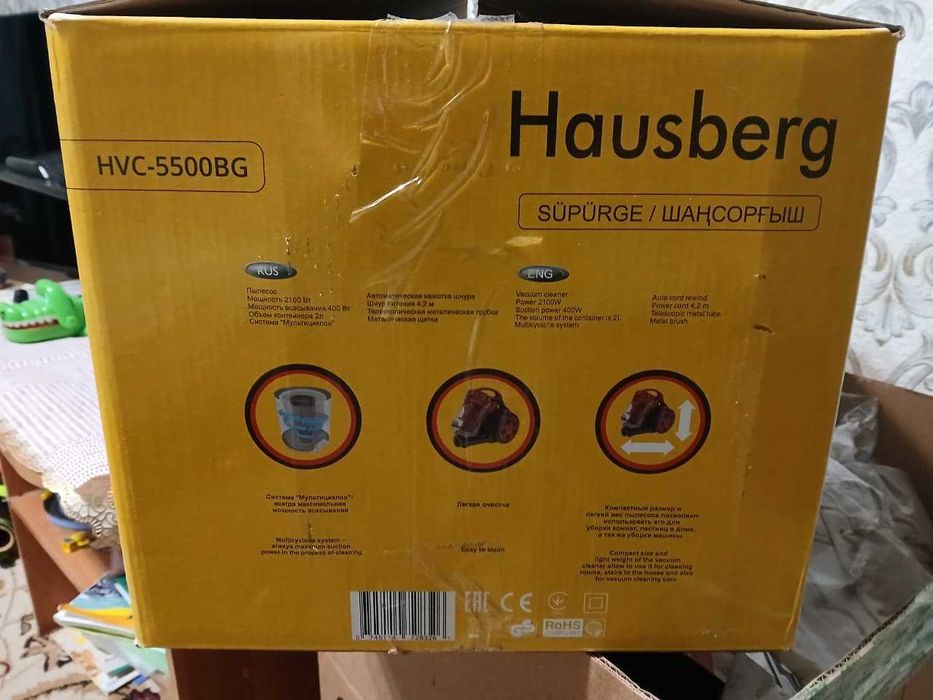 Hausberg
HVC-5500BG
SÜPÜRGE / ШАҢСОРҒЫШ
RUS
Пылесос
Мощность 2100 Вт
Мощность всасывания 400 Вт
Объем контейнера 2л
Система "Мультициклон"
Автоматическая намотка шнура
Шнур питания 4,2 м
Телескопическая металическая трубка
Металическая щетка
ENG
Vacuum cleaner
Power 2100W
Suction power 400W
The volume of the container is 2L
Multicyclone system
Auto cord rewind
Power cord 4,2 m
Telescopic metal tube
Metal brush
Система "Мультициклон"-
всегда максимальная
мощность всасывания
Multicyclone system –
always maximum suction
power in the process of cleaning
Легкая очистка
Easy to clean
Компактный размер и
легкий вес пылесоса позволяют
использовать его для
уборки комнат, лестниц в доме,
а так же уборки машины
Compact size and
light weight of the vacuum
cleaner allow to use it for cleaning
rooms, stairs in the house and also
for vacuum cleaning cars
EAC CE
GS RoHS
COMPLIANT